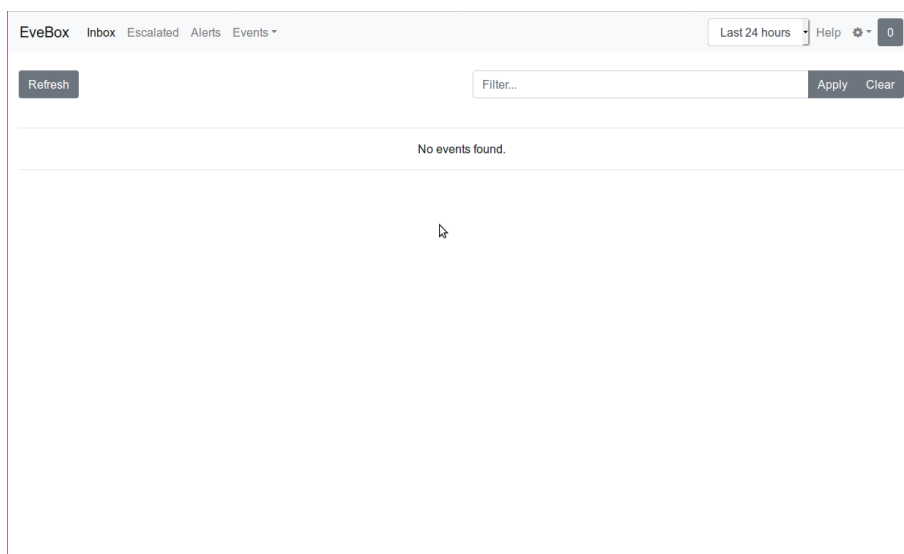 EveBox Inbox Escalated Alerts Events Last 24 hours Help 0
Refresh Filter... Apply Clear
No events found.